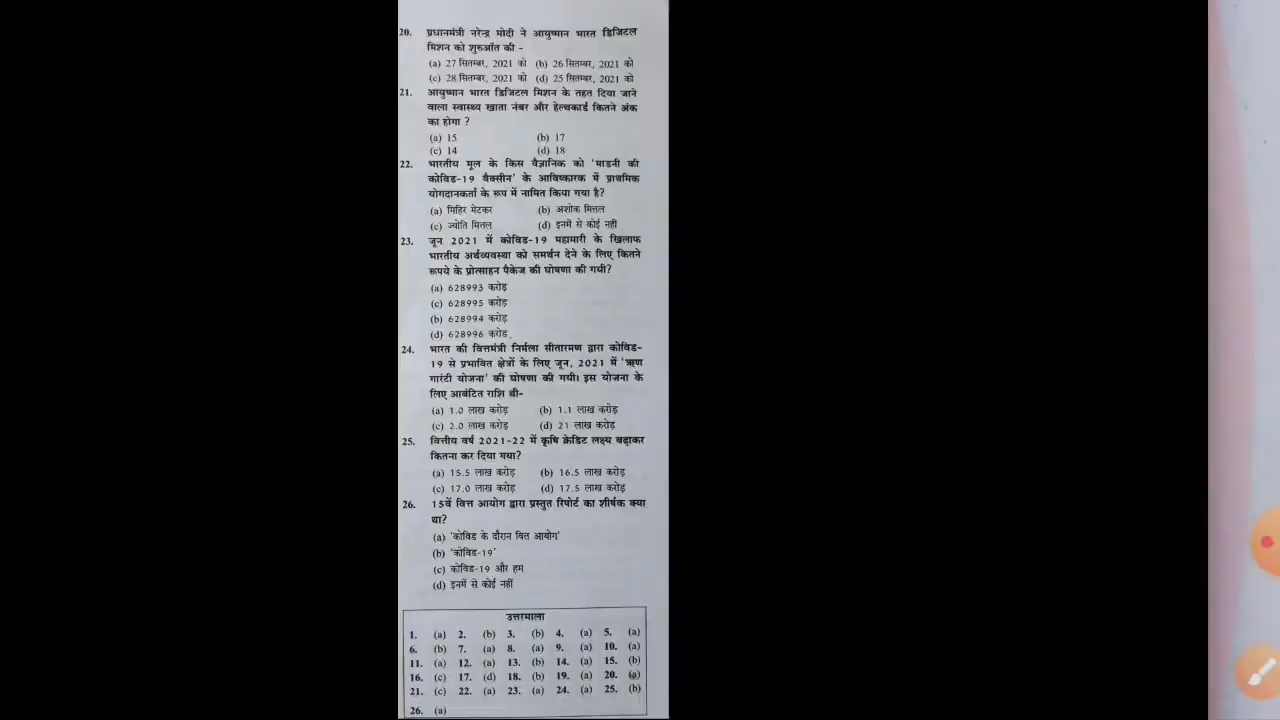 20. प्रधानमंत्री नरेन्द्र मोदी ने आयुष्मान भारत डिजिटल
मिशन को शुरुआत की -
(a) 27 सितम्बर, 2021 को (b) 26 सितम्बर, 2021 को
(c) 28 सितम्बर, 2021 को (d) 25 सितम्बर, 2021 को
21. आयुष्मान भारत डिजिटल मिशन के तहत दिया जाने
वाला स्वास्थ्य खाता नंबर और हेल्थकार्ड कितने अंक
का होगा ?
(a) 15 (b) 17
(c) 14 (d) 18
22. भारतीय मूल के किस वैज्ञानिक को 'माडर्ना की
कोविड-19 वैक्सीन' के आविष्कारक में प्राथमिक
योगदानकर्ता के रूप में नामित किया गया है?
(a) मिहिर मेटकर (b) अशोक मित्तल
(c) ज्योति मित्तल (d) इनमें से कोई नहीं
23. जून 2021 में कोविड-19 महामारी के खिलाफ
भारतीय अर्थव्यवस्था को समर्थन देने के लिए कितने
रूपये के प्रोत्साहन पैकेज की घोषणा की गयी?
(a) 628993 करोड़
(c) 628995 करोड़
(b) 628994 करोड़
(d) 628996 करोड़
24. भारत की वित्तमंत्री निर्मला सीतारमण द्वारा कोविड-
19 से प्रभावित क्षेत्रों के लिए जून, 2021 में 'ऋण
गारंटी योजना' की घोषणा की गयी। इस योजना के
लिए आबंटित राशि थी-
(a) 1.0 लाख करोड़ (b) 1.1 लाख करोड़
(c) 2.0 लाख करोड़ (d) 21 लाख करोड़
25. वित्तीय वर्ष 2021-22 में कृषि क्रेडिट लक्ष्य बढ़ाकर
कितना कर दिया गया?
(a) 15.5 लाख करोड़ (b) 16.5 लाख करोड़
(c) 17.0 लाख करोड़ (d) 17.5 लाख करोड़
26. 15वें वित्त आयोग द्वारा प्रस्तुत रिपोर्ट का शीर्षक क्या
था?
(a) 'कोविड के दौरान वित्त आयोग'
(b) 'कोविड-19'
(c) कोविड-19 और हम
(d) इनमें से कोई नहीं
उत्तरमाला
1. (a) 2. (b) 3. (b) 4. (a) 5. (a)
6. (b) 7. (a) 8. (a) 9. (a) 10. (a)
11. (a) 12. (a) 13. (b) 14. (a) 15. (b)
16. (c) 17. (d) 18. (b) 19. (a) 20. (a)
21. (c) 22. (a) 23. (a) 24. (a) 25. (b)
26. (a)